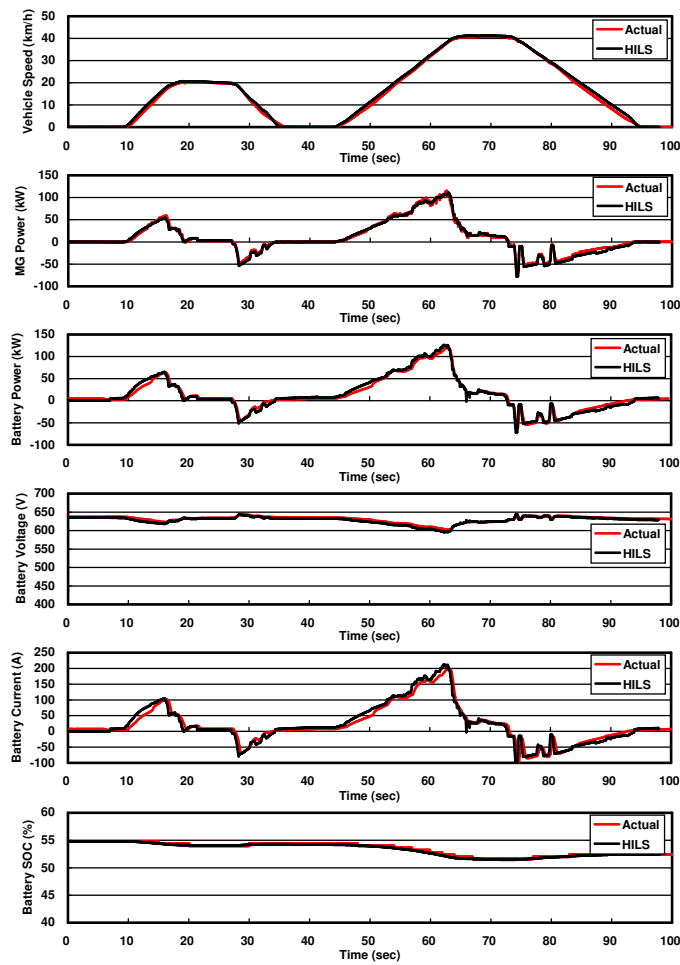 50
40
30
20
10
0
Vehicle Speed (km/h)
Actual
HILS
0 10 20 30 40 50 60 70 80 90 100
Time (sec)
150
100
50
0
-50
-100
MG Power (kW)
Actual
HILS
0 10 20 30 40 50 60 70 80 90 100
Time (sec)
150
100
50
0
-50
-100
Battery Power (kW)
Actual
HILS
0 10 20 30 40 50 60 70 80 90 100
Time (sec)
700
650
600
550
500
450
400
Battery Voltage (V)
Actual
HILS
0 10 20 30 40 50 60 70 80 90 100
Time (sec)
250
200
150
100
50
0
-50
-100
Battery Current (A)
Actual
HILS
0 10 20 30 40 50 60 70 80 90 100
Time (sec)
60
55
50
45
40
Battery SOC (%)
Actual
HILS
0 10 20 30 40 50 60 70 80 90 100
Time (sec)